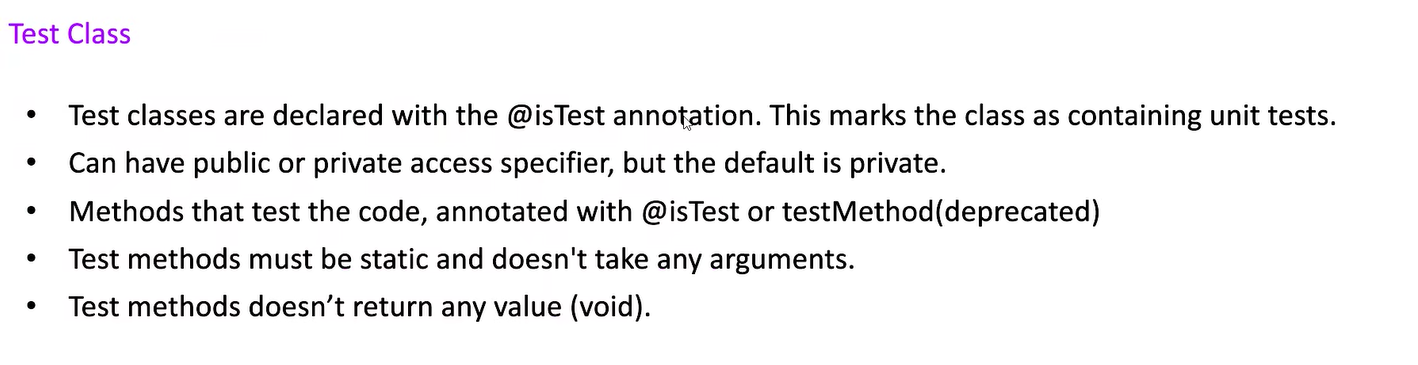 Test Class
• Test classes are declared with the @isTest annotation. This marks the class as containing unit tests.
• Can have public or private access specifier, but the default is private.
• Methods that test the code, annotated with @isTest or testMethod(deprecated)
• Test methods must be static and doesn't take any arguments.
• Test methods doesn’t return any value (void).